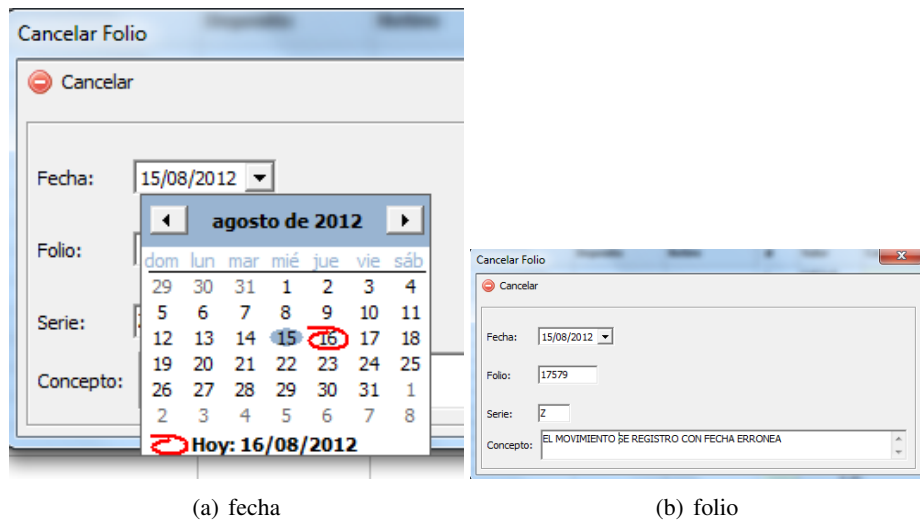 Cancelar Folio
Cancelar
Fecha: 15/08/2012
agosto de 2012
dom lun mar mié jue vie sáb
29 30 31 1 2 3 4
5 6 7 8 9 10 11
12 13 14 15 16 17 18
19 20 21 22 23 24 25
26 27 28 29 30 31 1
2 3 4 5 6 7 8
Hoy: 16/08/2012
Folio:
Serie:
Concepto:
(a) fecha
Cancelar Folio
Cancelar
Fecha: 15/08/2012
Folio: 17579
Serie: Z
Concepto: EL MOVIMIENTO SE REGISTRO CON FECHA ERRONEA
(b) folio